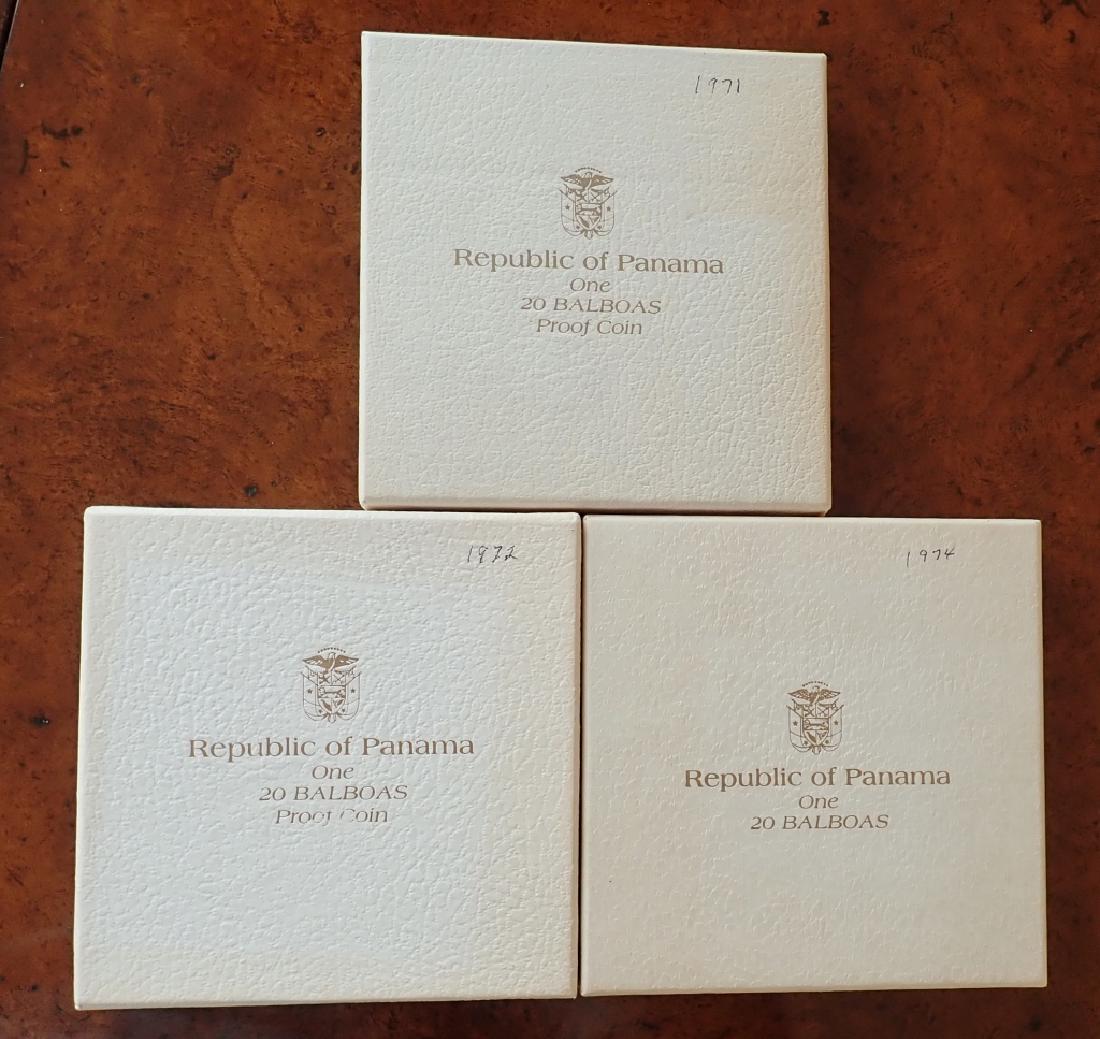 1971
Republic of Panama
One
20 BALBOAS
Proof Coin
1972
Republic of Panama
One
20 BALBOAS
Proof Coin
1974
Republic of Panama
One
20 BALBOAS